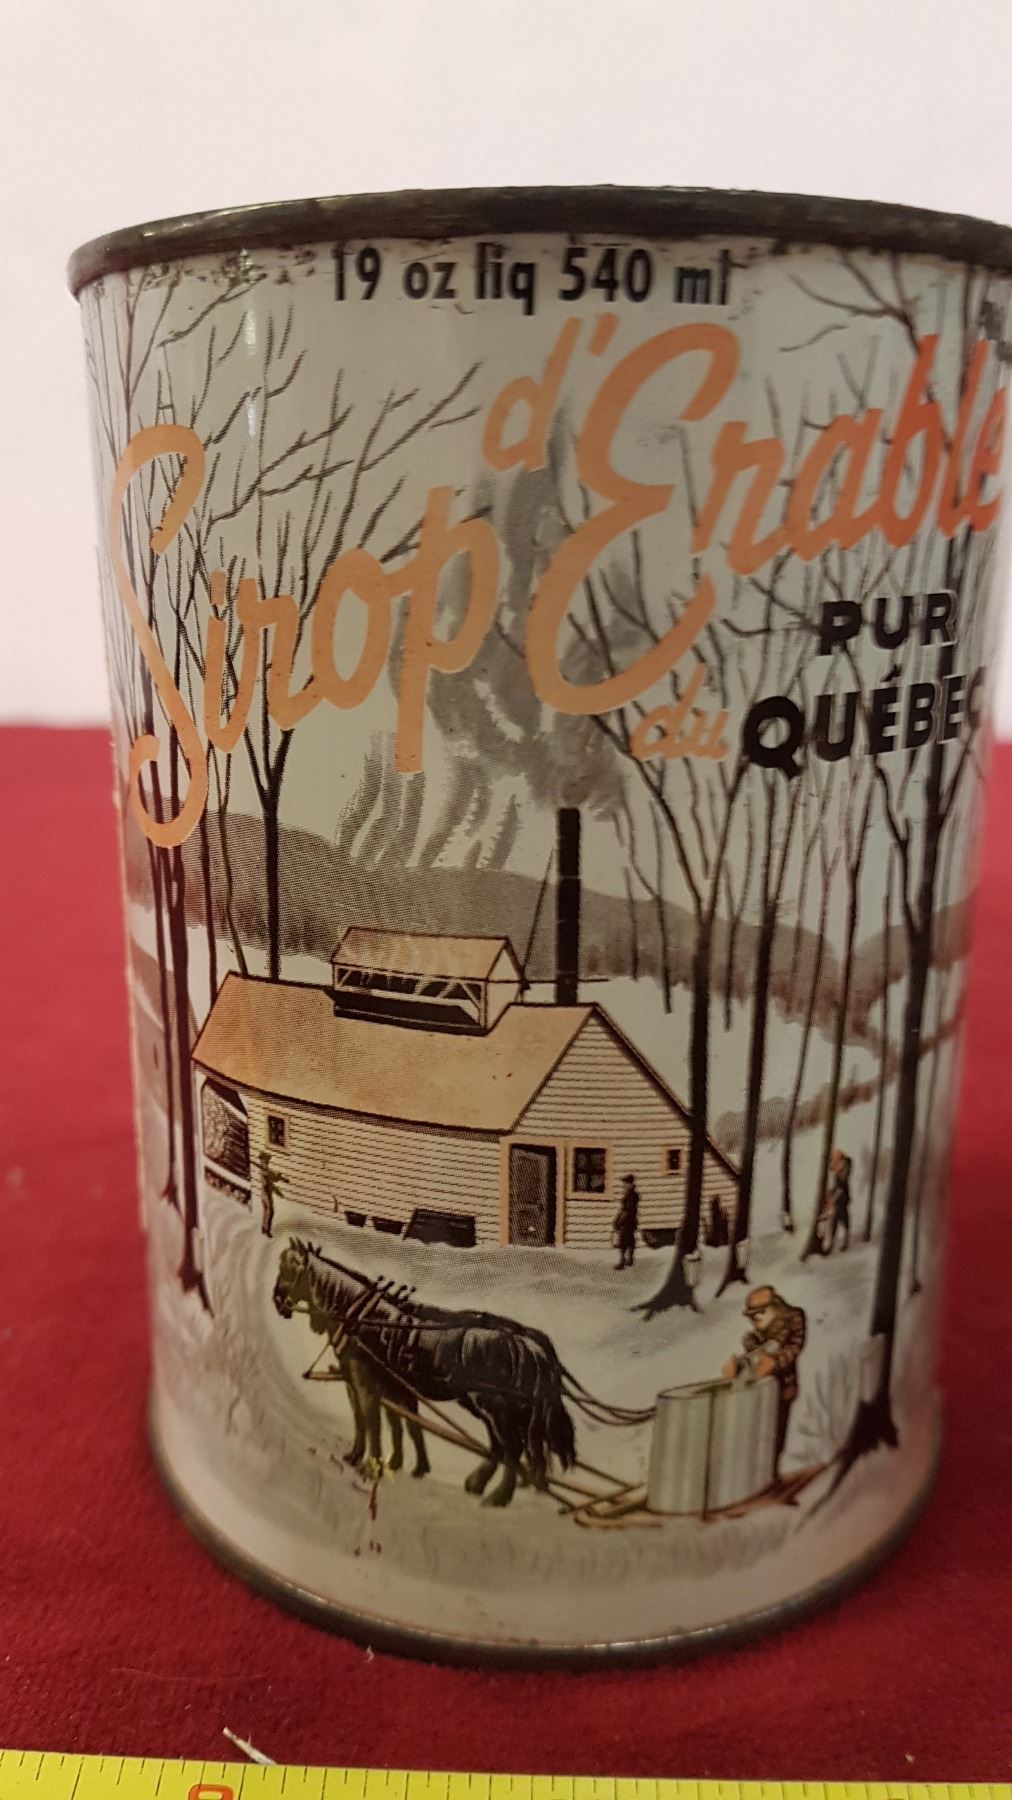 19 oz liq 540 ml
Sirop d'Erable
PUR
du QUÉBEC